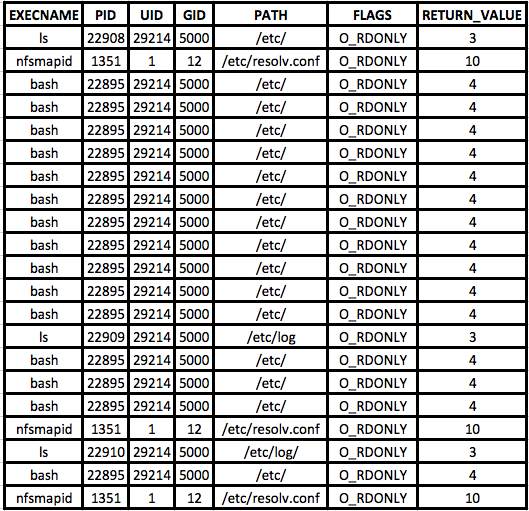 EXECNAME PID UID GID PATH FLAGS RETURN_VALUE
ls 22908 29214 5000 /etc/ O_RDONLY 3
nfsmapid 1351 1 12 /etc/resolv.conf O_RDONLY 10
bash 22895 29214 5000 /etc/ O_RDONLY 4
bash 22895 29214 5000 /etc/ O_RDONLY 4
bash 22895 29214 5000 /etc/ O_RDONLY 4
bash 22895 29214 5000 /etc/ O_RDONLY 4
bash 22895 29214 5000 /etc/ O_RDONLY 4
bash 22895 29214 5000 /etc/ O_RDONLY 4
bash 22895 29214 5000 /etc/ O_RDONLY 4
bash 22895 29214 5000 /etc/ O_RDONLY 4
bash 22895 29214 5000 /etc/ O_RDONLY 4
bash 22895 29214 5000 /etc/ O_RDONLY 4
bash 22895 29214 5000 /etc/ O_RDONLY 4
ls 22909 29214 5000 /etc/log O_RDONLY 3
bash 22895 29214 5000 /etc/ O_RDONLY 4
bash 22895 29214 5000 /etc/ O_RDONLY 4
bash 22895 29214 5000 /etc/ O_RDONLY 4
nfsmapid 1351 1 12 /etc/resolv.conf O_RDONLY 10
ls 22910 29214 5000 /etc/log/ O_RDONLY 3
bash 22895 29214 5000 /etc/ O_RDONLY 4
nfsmapid 1351 1 12 /etc/resolv.conf O_RDONLY 10